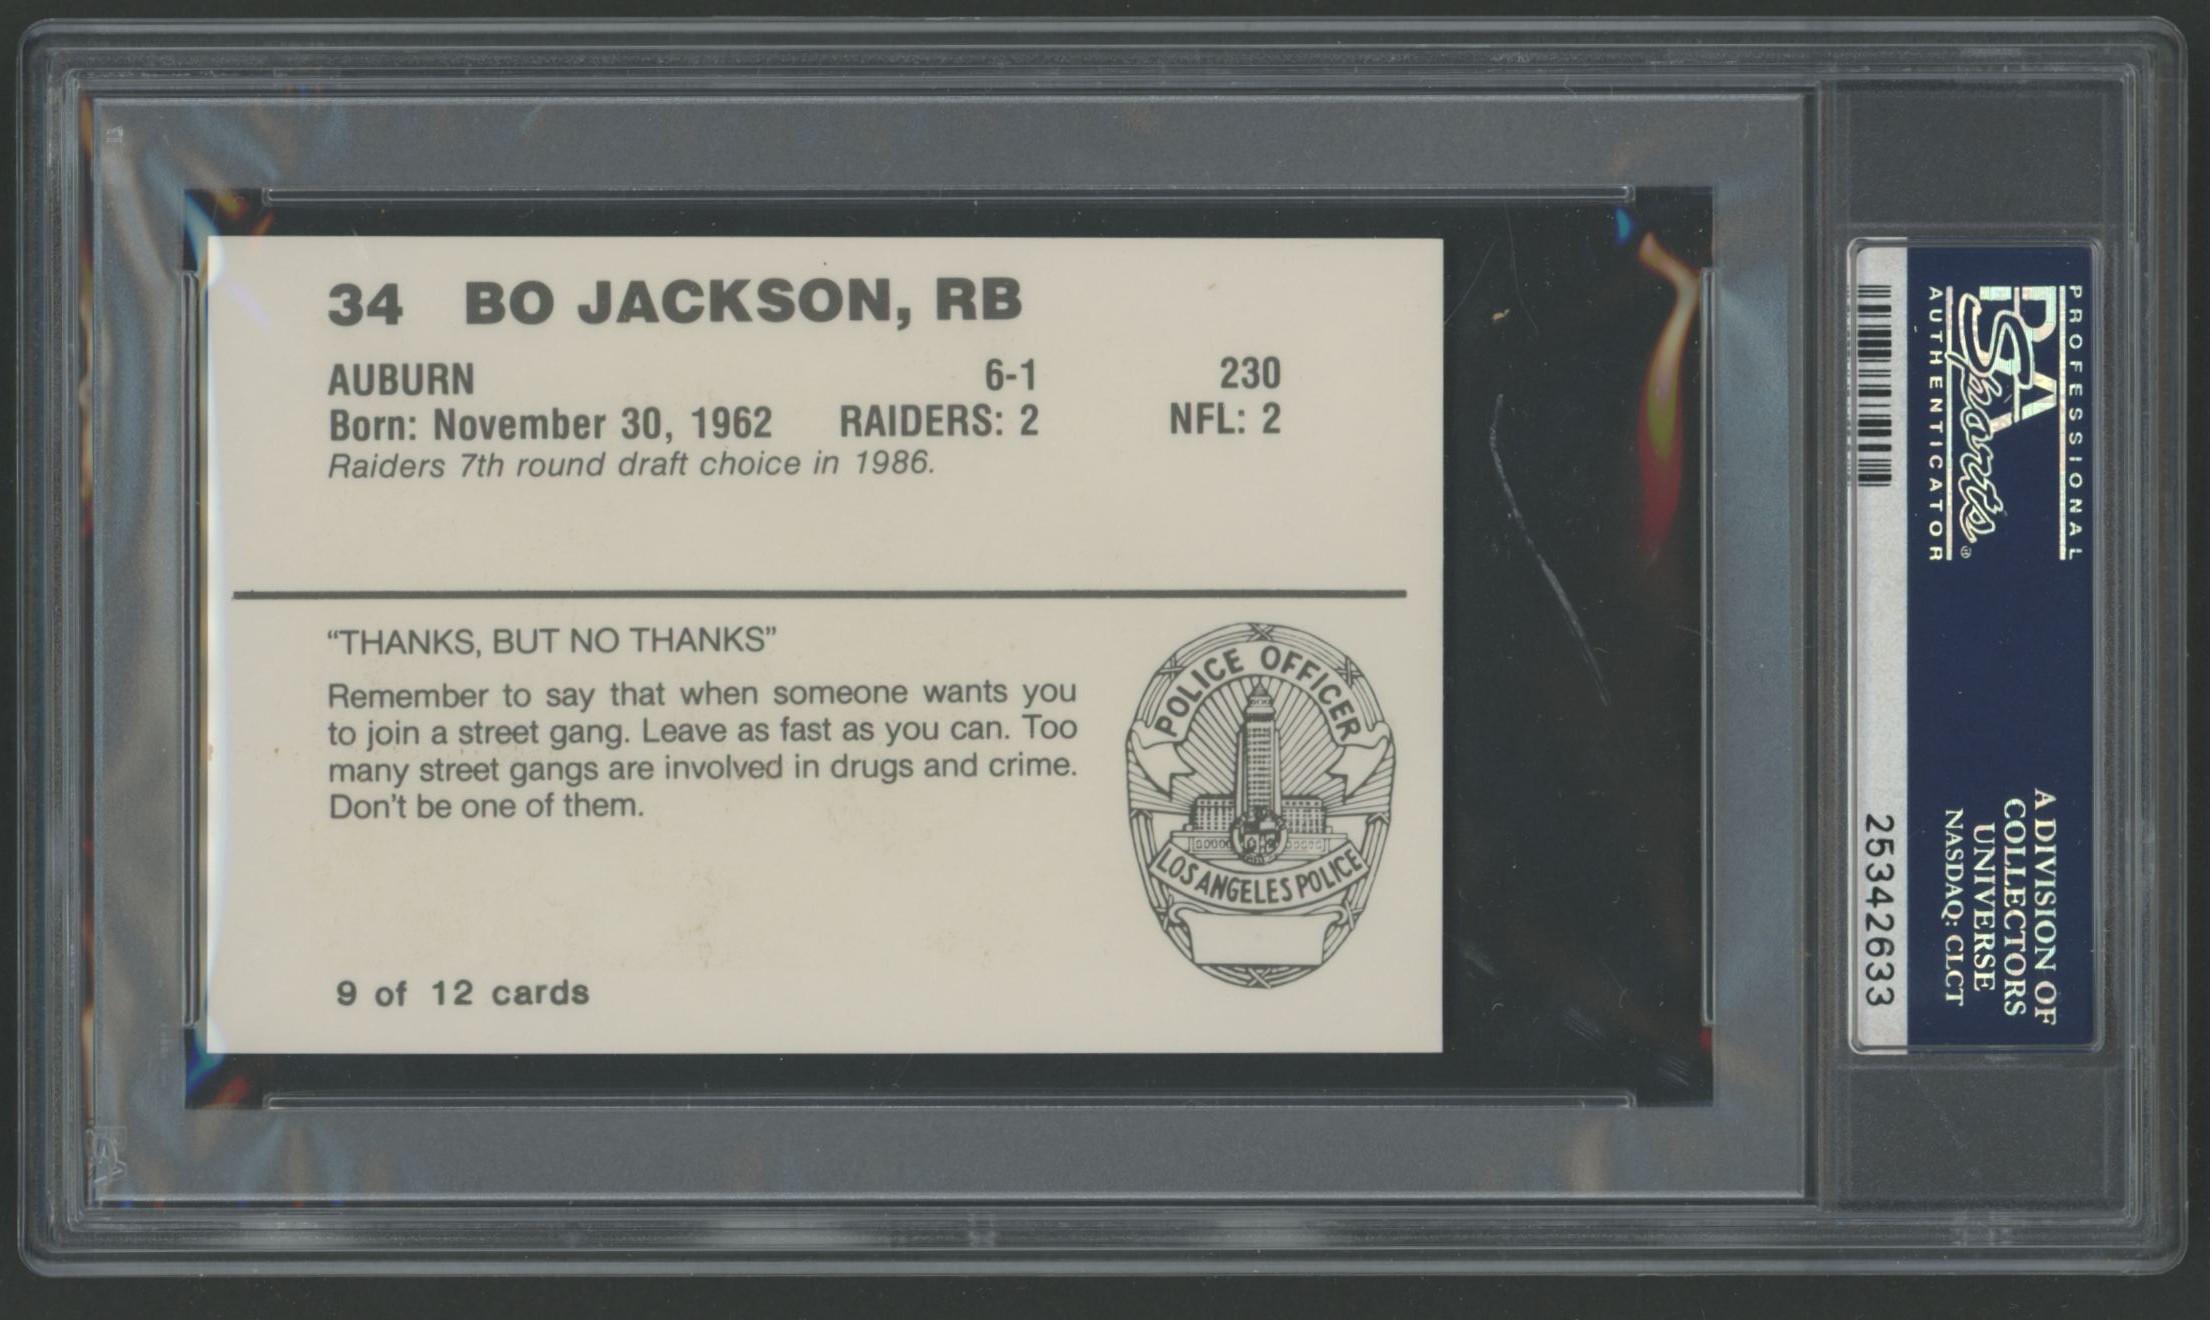 34 BO JACKSON, RB
AUBURN 6-1 230
Born: November 30, 1962 RAIDERS: 2 NFL: 2
Raiders 7th round draft choice in 1986.
“THANKS, BUT NO THANKS”
Remember to say that when someone wants you
to join a street gang. Leave as fast as you can. Too
many street gangs are involved in drugs and crime.
Don't be one of them.
9 of 12 cards
POLICE OFFICER
LOS ANGELES POLICE
PROFESSIONAL
PSA
Sports®
AUTHENTICATOR
A DIVISION OF
COLLECTORS
UNIVERSE
NASDAQ: CLCT
25342633
PSA